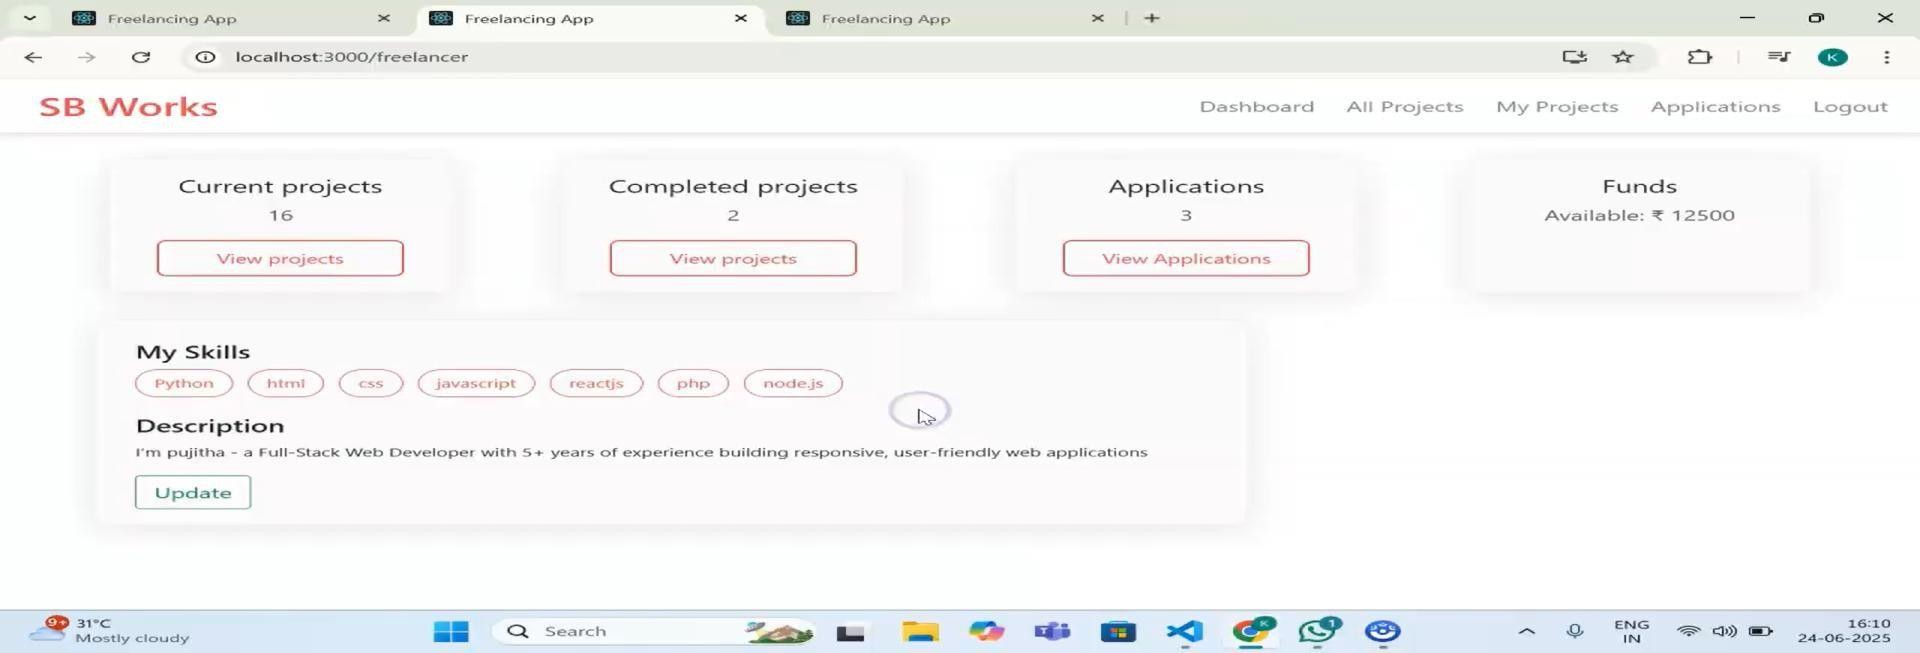 Freelancing App
Freelancing App
Freelancing App
localhost:3000/freelancer
K
SB Works
Dashboard
All Projects
My Projects
Applications
Logout
Current projects
16
View projects
Completed projects
2
View projects
Applications
3
View Applications
Funds
Available: ₹ 12500
My Skills
Python
html
css
javascript
reactjs
php
node.js
Description
I'm pujitha - a Full-Stack Web Developer with 5+ years of experience building responsive, user-friendly web applications
Update
9+
31°C
Mostly cloudy
Search
K
1
ENG
IN
16:10
24-06-2025